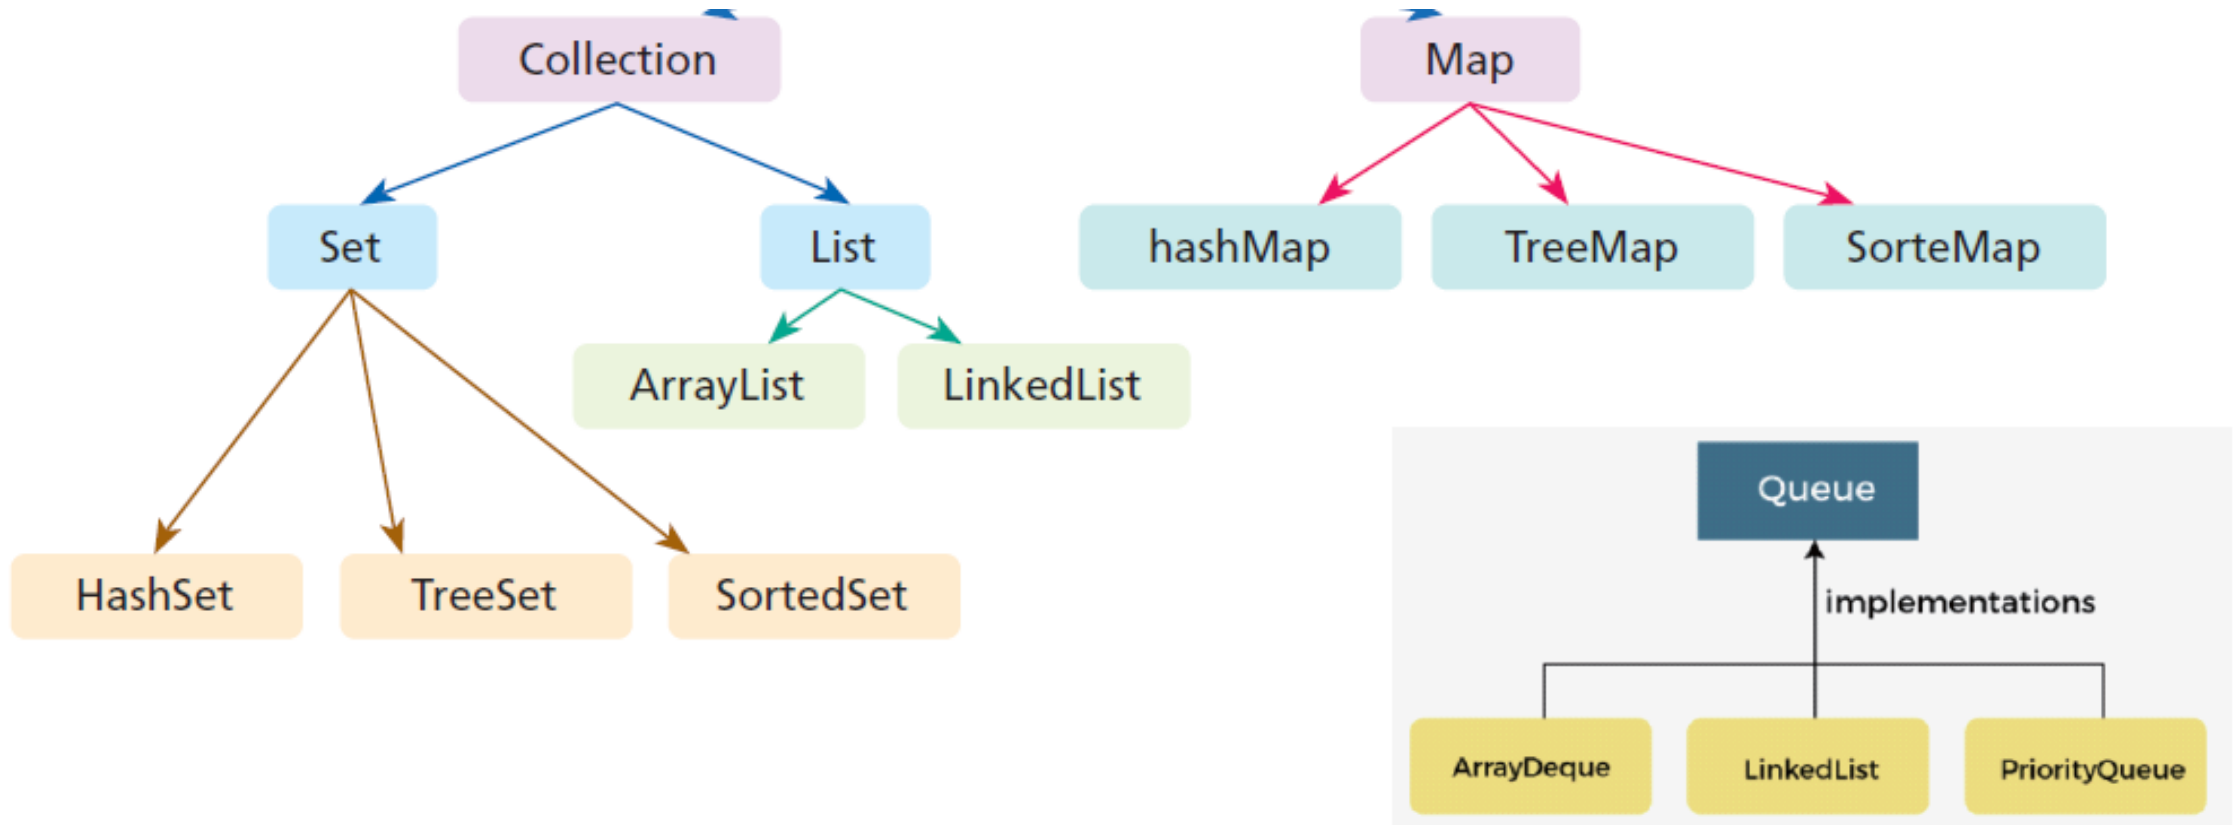 Collection
Map
Set
List
hashMap
TreeMap
SorteMap
ArrayList
LinkedList
Queue
implementations
HashSet
TreeSet
SortedSet
ArrayDeque
LinkedList
PriorityQueue